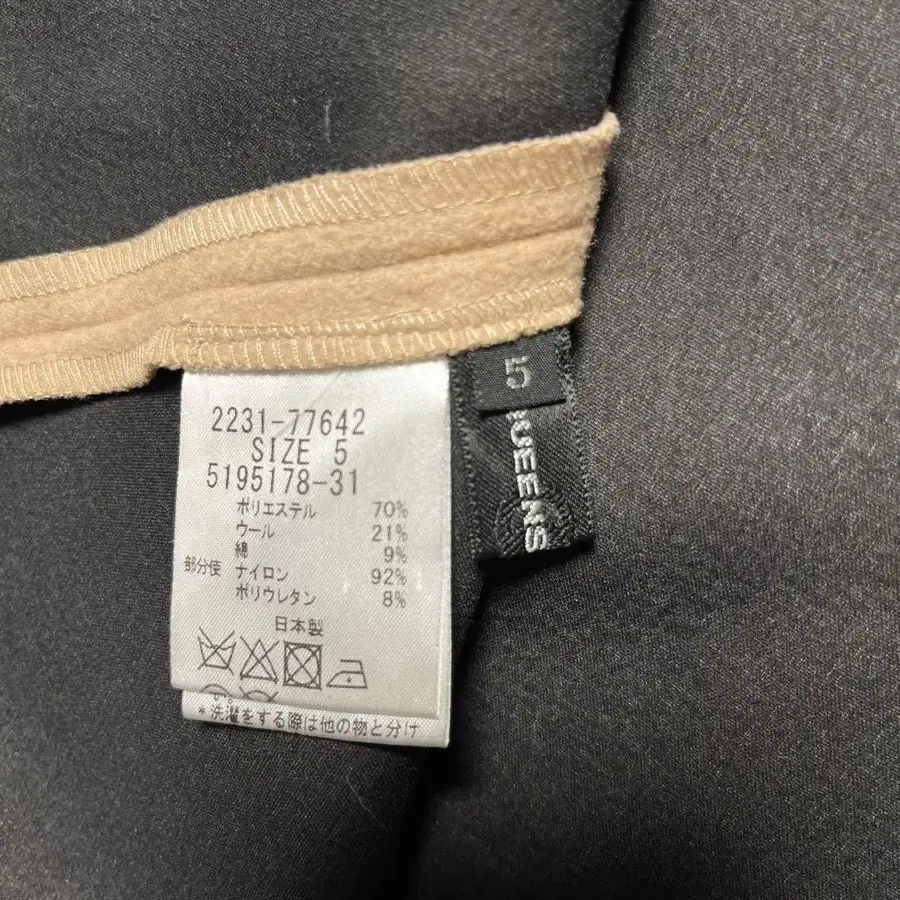 2231-77642
SIZE 5
5195178-31
ポリエステル 70%
ウール 21%
綿 9%
部分使 ナイロン 92%
ポリウレタン 8%
日本製
*洗濯をする際は他の物と分け
5
UEENS